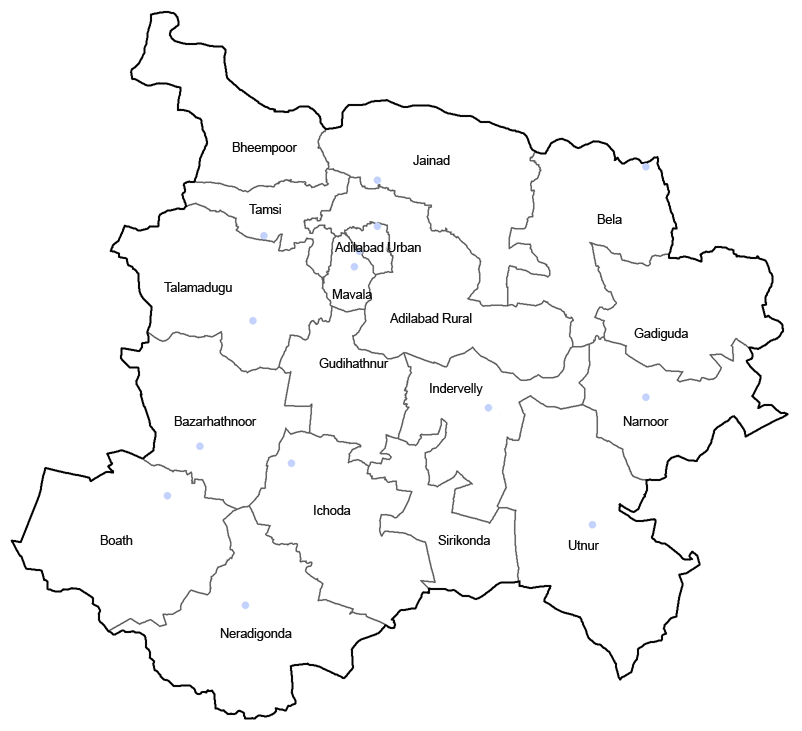 Bheempoor
Jainad
Tamsi
Bela
Adilabad Urban
Talamadugu
Mavala
Adilabad Rural
Gadiguda
Gudihathnur
Indervelly
Bazarhathnoor
Narnoor
Ichoda
Boath
Sirikonda
Utnur
Neradigonda